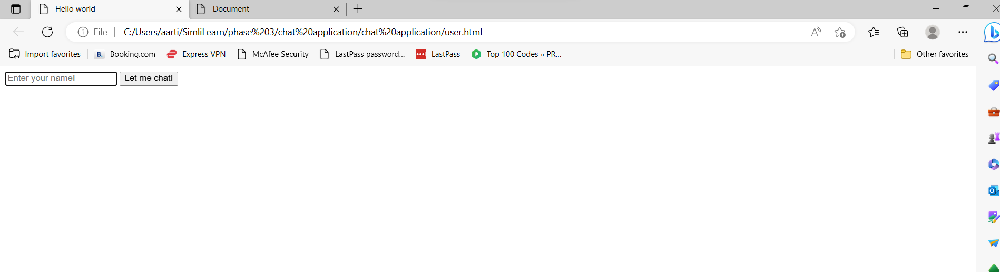 Hello world
Document
File
C:/Users/aarti/SimliLearn/phase%203/chat%20application/chat%20application/user.html
Import favorites B. Booking.com Express VPN McAfee Security LastPass password... LastPass Top 100 Codes » PR... Other favorites
Enter your name! Let me chat!